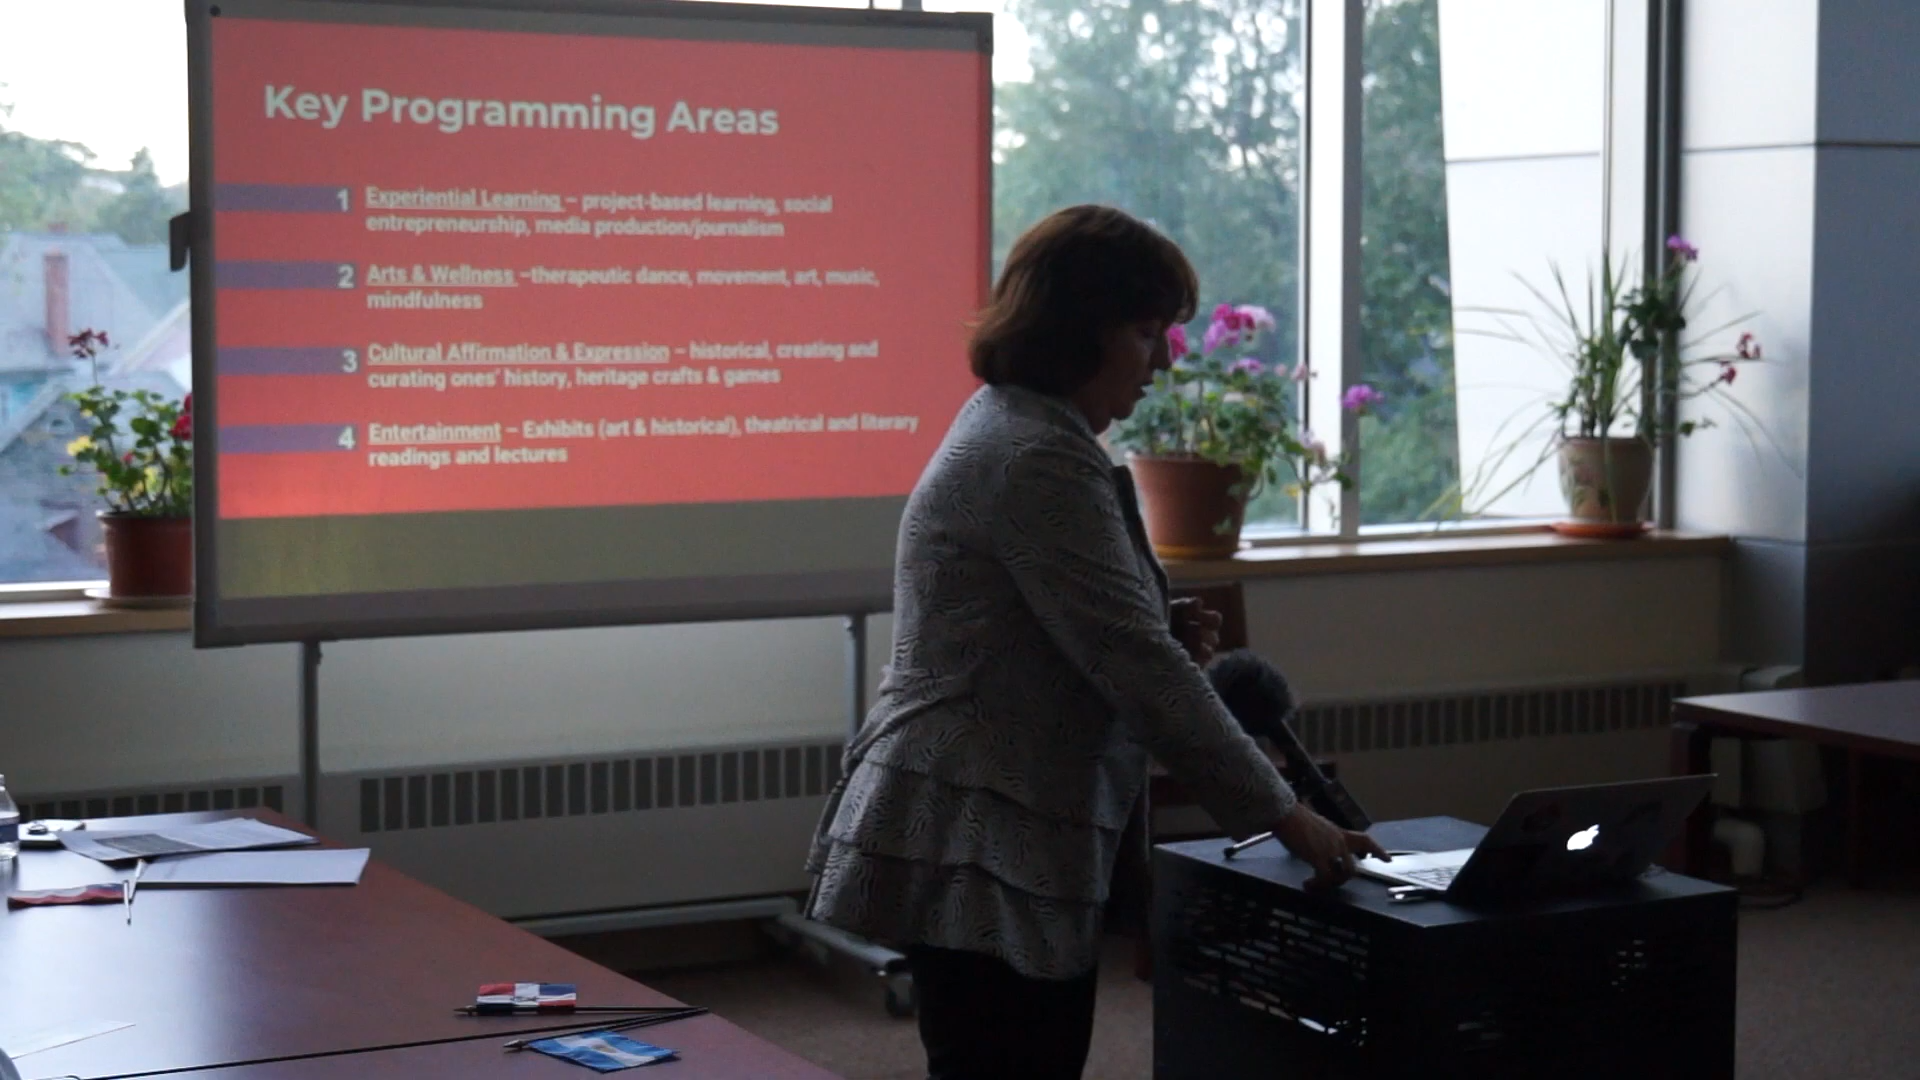 Key Programming Areas
1 Experiential Learning – project-based learning, social
entrepreneurship, media production/journalism
2 Arts & Wellness –therapeutic dance, movement, art, music,
mindfulness
3 Cultural Affirmation & Expression – historical, creating and
curating ones' history, heritage crafts & games
4 Entertainment – Exhibits (art & historical), theatrical and literary
readings and lectures